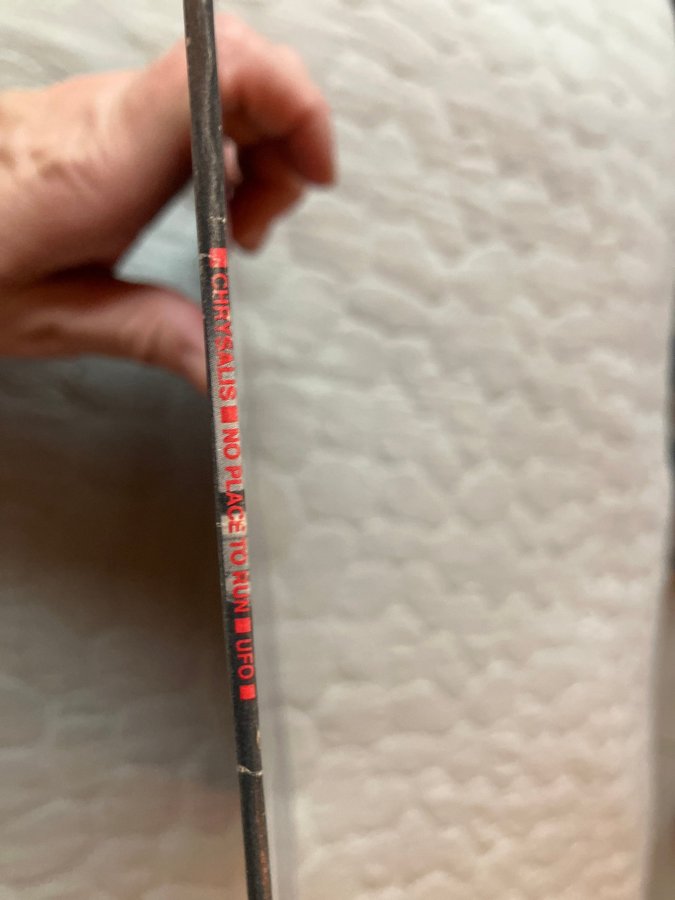 ■ CHRYSALIS ■ NO PLACE TO RUN ■ UFO ■